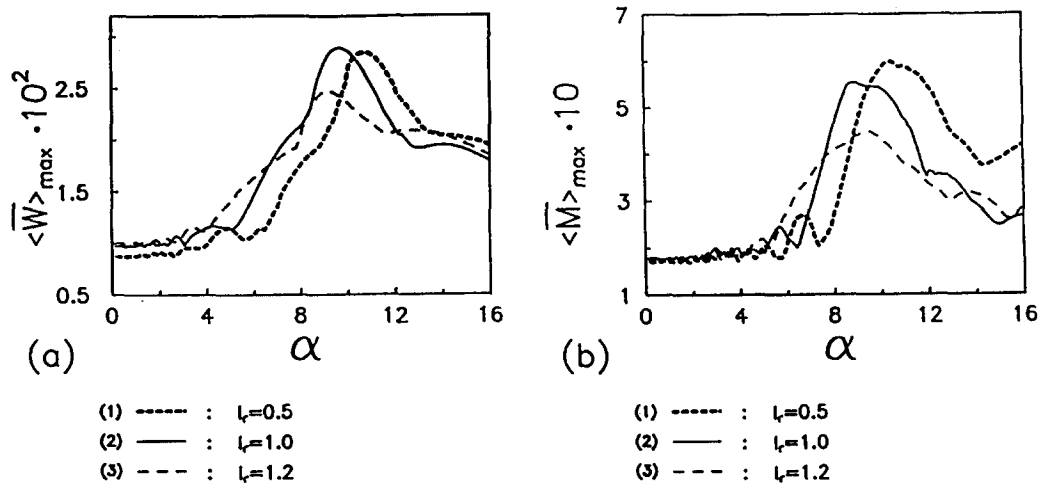 2.5
1.5
0.5
<W̅>max · 10²
0 4 8 12 16
α
(a)
7
5
3
1
<M̅>max · 10
0 4 8 12 16
α
(b)
(1) : lᵣ=0.5
(2) : lᵣ=1.0
(3) : lᵣ=1.2
(1) : lᵣ=0.5
(2) : lᵣ=1.0
(3) : lᵣ=1.2